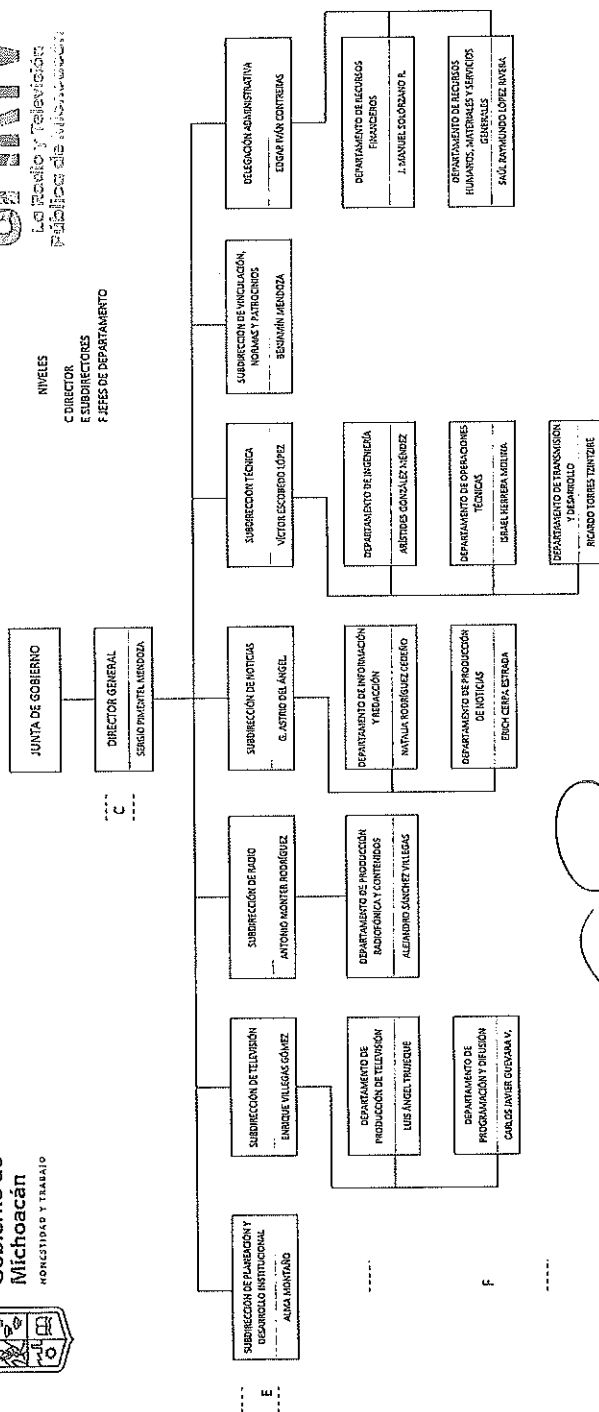 Gobierno de
Michoacán
HONESTIDAD Y TRABAJO
La Radio y Televisión
Pública de Michoacán
NIVELES
C DIRECTOR
E SUBDIRECTORES
F JEFES DE DEPARTAMENTO
JUNTA DE GOBIERNO
C
DIRECTOR GENERAL
SERGIO PIMENTEL MENDOZA
E
SUBDIRECCIÓN DE PLANEACIÓN Y
DESARROLLO INSTITUCIONAL
ALMA MONTAÑO
SUBDIRECCIÓN DE TELEVISIÓN
ENRIQUE VILLEGAS GÓMEZ
SUBDIRECCIÓN DE RADIO
ANTONIO MONTER RODRÍGUEZ
SUBDIRECCIÓN DE NOTICIAS
G. ASTRID DEL ÁNGEL
SUBDIRECCIÓN TÉCNICA
VÍCTOR ESCOBEDO LÓPEZ
SUBDIRECCIÓN DE VINCULACIÓN,
NORMAS Y PATROCINIOS
BENJAMÍN MENDOZA
DELEGACIÓN ADMINISTRATIVA
EDGAR IVÁN CONTRERAS
F
DEPARTAMENTO DE
PRODUCCIÓN DE TELEVISIÓN
LUIS ÁNGEL TRUJEQUE
DEPARTAMENTO DE PRODUCCIÓN
RADIOFÓNICA Y CONTENIDOS
ALEJANDRO SÁNCHEZ VILLEGAS
DEPARTAMENTO DE INFORMACIÓN
Y REDACCIÓN
NATALIA RODRÍGUEZ CEDEÑO
DEPARTAMENTO DE INGENIERÍA
ARÍSTIDES GONZÁLEZ MÉNDEZ
DEPARTAMENTO DE RECURSOS
FINANCIEROS
J. MANUEL SOLÓRZANO R.
DEPARTAMENTO DE
PROGRAMACIÓN Y DIFUSIÓN
CARLOS JAVIER GUEVARA V.
DEPARTAMENTO DE PRODUCCIÓN
DE NOTICIAS
ERICH CERPA ESTRADA
DEPARTAMENTO DE OPERACIONES
TÉCNICAS
ISRAEL HERRERA MOLINA
DEPARTAMENTO DE RECURSOS
HUMANOS, MATERIALES Y SERVICIOS
GENERALES
SAÚL RAYMUNDO LÓPEZ RIVERA
DEPARTAMENTO DE TRANSMISIÓN
Y DESARROLLO
RICARDO TORRES TZINTZIRE